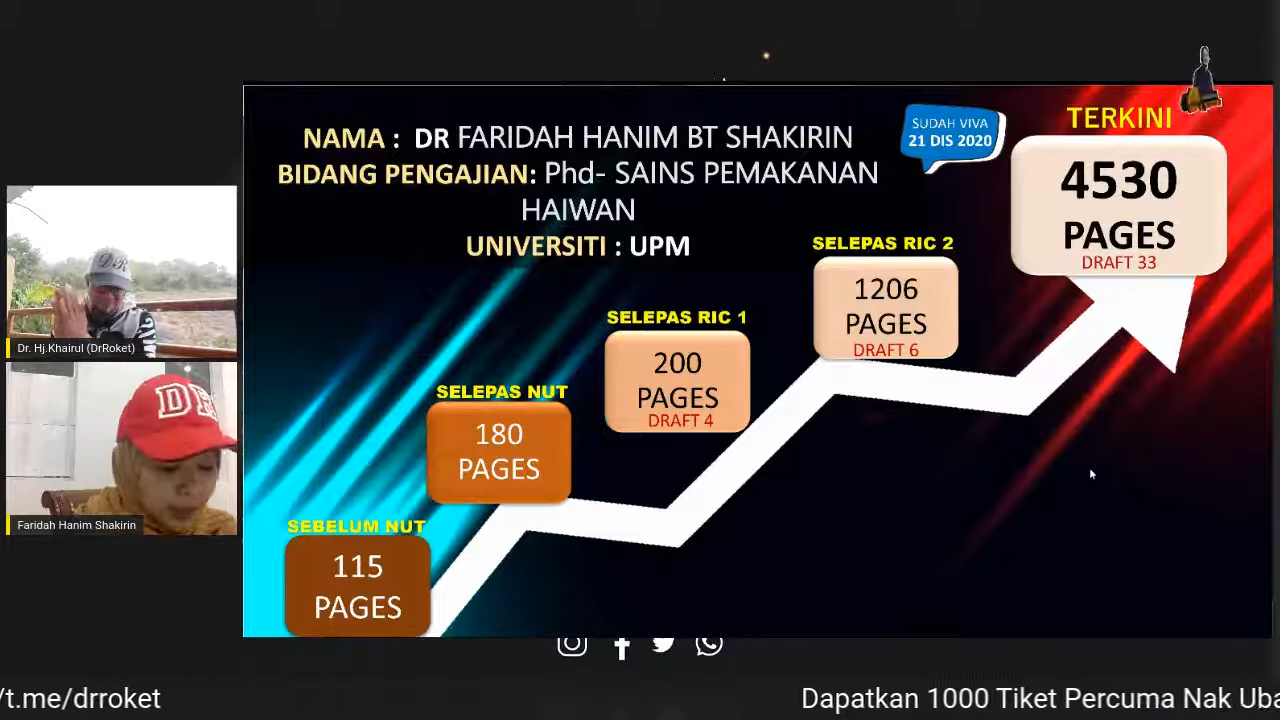 NAMA : DR FARIDAH HANIM BT SHAKIRIN
BIDANG PENGAJIAN: Phd- SAINS PEMAKANAN
HAIWAN
UNIVERSITI : UPM
SUDAH VIVA
21 DIS 2020
TERKINI
4530
PAGES
DRAFT 33
SELEPAS RIC 2
1206
PAGES
DRAFT 6
SELEPAS RIC 1
200
PAGES
DRAFT 4
SELEPAS NUT
180
PAGES
SEBELUM NUT
115
PAGES
DR
Dr. Hj.Khairul (DrRoket)
DR
Faridah Hanim Shakirin
/t.me/drroket
Dapatkan 1000 Tiket Percuma Nak Uba